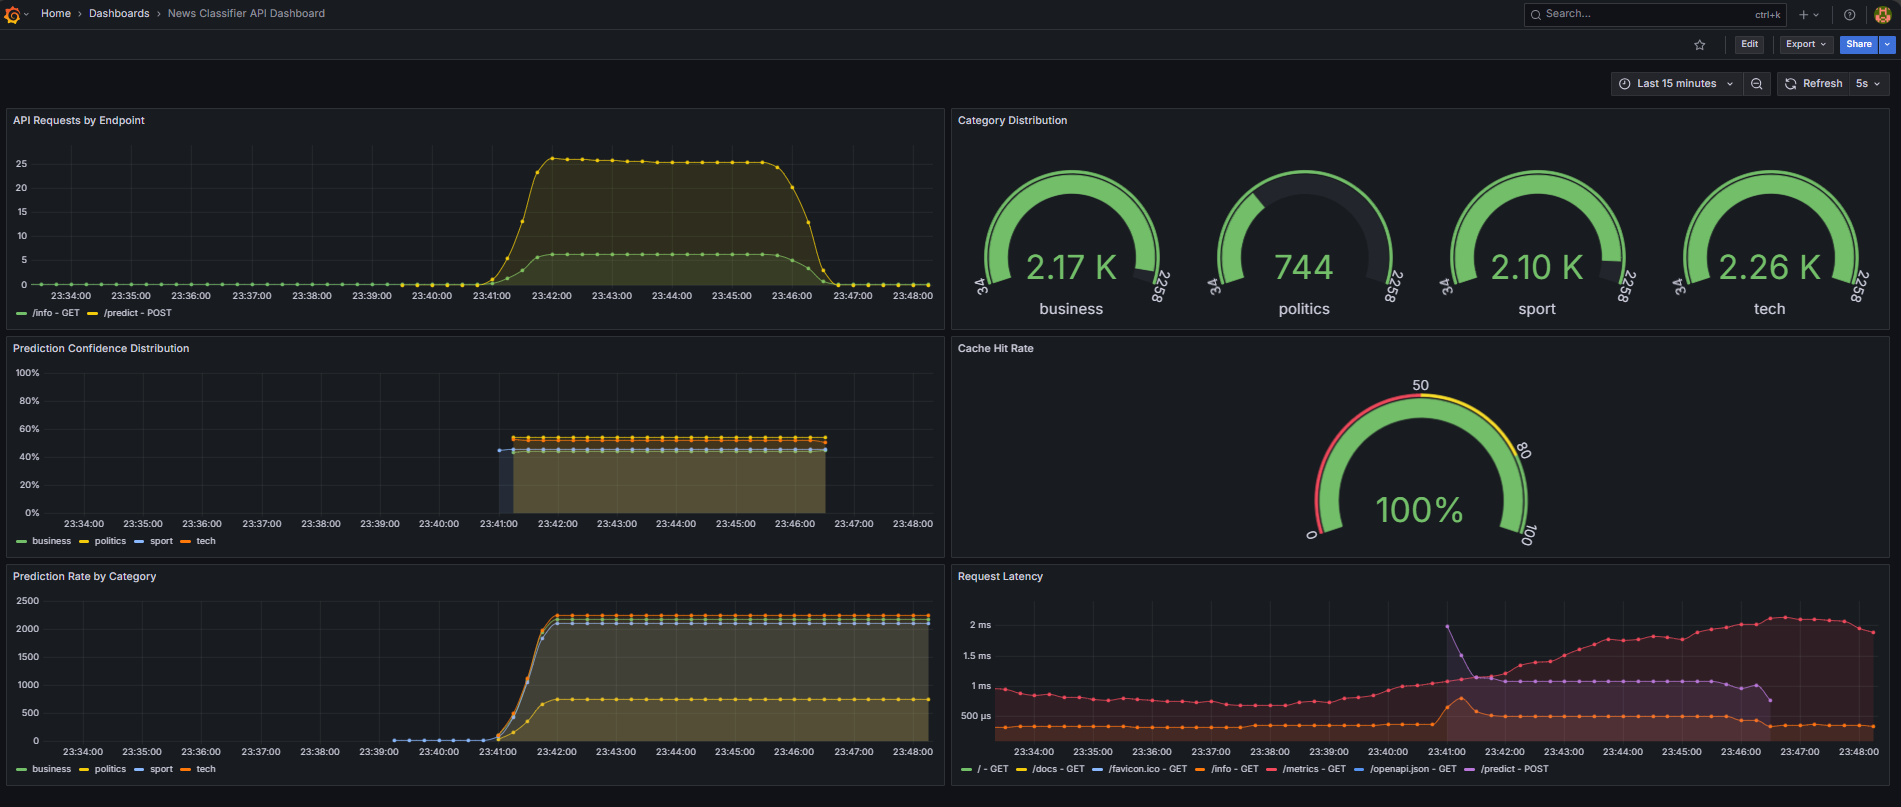 Home › Dashboards › News Classifier API Dashboard
Search... ctrl+k
Edit Export Share
Last 15 minutes Refresh 5s
API Requests by Endpoint
25
20
15
10
5
0
23:34:00 23:35:00 23:36:00 23:37:00 23:38:00 23:39:00 23:40:00 23:41:00 23:42:00 23:43:00 23:44:00 23:45:00 23:46:00 23:47:00 23:48:00
/info - GET /predict - POST
Category Distribution
2.17 K 744 2.10 K 2.26 K
34 2258 34 2258 34 2258 34 2258
business politics sport tech
Prediction Confidence Distribution
100%
80%
60%
40%
20%
0%
23:34:00 23:35:00 23:36:00 23:37:00 23:38:00 23:39:00 23:40:00 23:41:00 23:42:00 23:43:00 23:44:00 23:45:00 23:46:00 23:47:00 23:48:00
business politics sport tech
Cache Hit Rate
50
80
100%
0 100
Prediction Rate by Category
2500
2000
1500
1000
500
0
23:34:00 23:35:00 23:36:00 23:37:00 23:38:00 23:39:00 23:40:00 23:41:00 23:42:00 23:43:00 23:44:00 23:45:00 23:46:00 23:47:00 23:48:00
business politics sport tech
Request Latency
2 ms
1.5 ms
1 ms
500 µs
23:34:00 23:35:00 23:36:00 23:37:00 23:38:00 23:39:00 23:40:00 23:41:00 23:42:00 23:43:00 23:44:00 23:45:00 23:46:00 23:47:00 23:48:00
/ - GET /docs - GET /favicon.ico - GET /info - GET /metrics - GET /openapi.json - GET /predict - POST